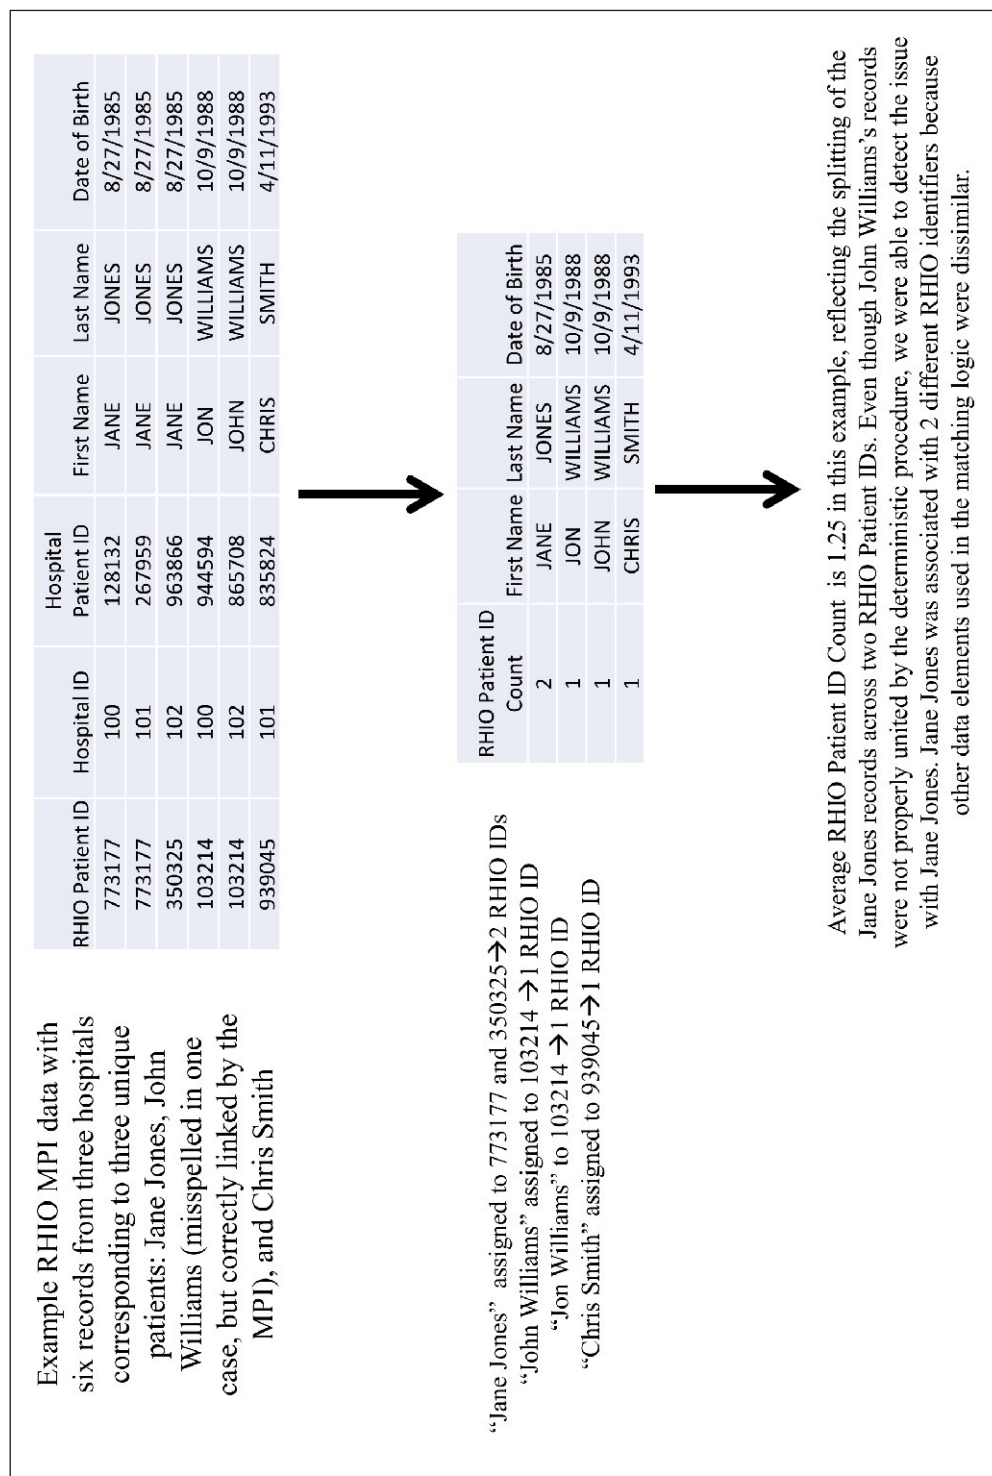 Example RHIO MPI data with
six records from three hospitals
corresponding to three unique
patients: Jane Jones, John
Williams (misspelled in one
case, but correctly linked by the
MPI), and Chris Smith
RHIO Patient ID Hospital ID Hospital Patient ID First Name Last Name Date of Birth
773177 100 128132 JANE JONES 8/27/1985
773177 101 267959 JANE JONES 8/27/1985
350325 102 963866 JANE JONES 8/27/1985
103214 100 944594 JON WILLIAMS 10/9/1988
103214 102 865708 JOHN WILLIAMS 10/9/1988
939045 101 835824 CHRIS SMITH 4/11/1993
“Jane Jones” assigned to 773177 and 350325→2 RHIO IDs
“John Williams” assigned to 103214 →1 RHIO ID
“Jon Williams” to 103214 →1 RHIO ID
“Chris Smith” assigned to 939045→1 RHIO ID
RHIO Patient ID Count First Name Last Name Date of Birth
2 JANE JONES 8/27/1985
1 JON WILLIAMS 10/9/1988
1 JOHN WILLIAMS 10/9/1988
1 CHRIS SMITH 4/11/1993
Average RHIO Patient ID Count is 1.25 in this example, reflecting the splitting of the
Jane Jones records across two RHIO Patient IDs. Even though John Williams’s records
were not properly united by the deterministic procedure, we were able to detect the issue
with Jane Jones. Jane Jones was associated with 2 different RHIO identifiers because
other data elements used in the matching logic were dissimilar.